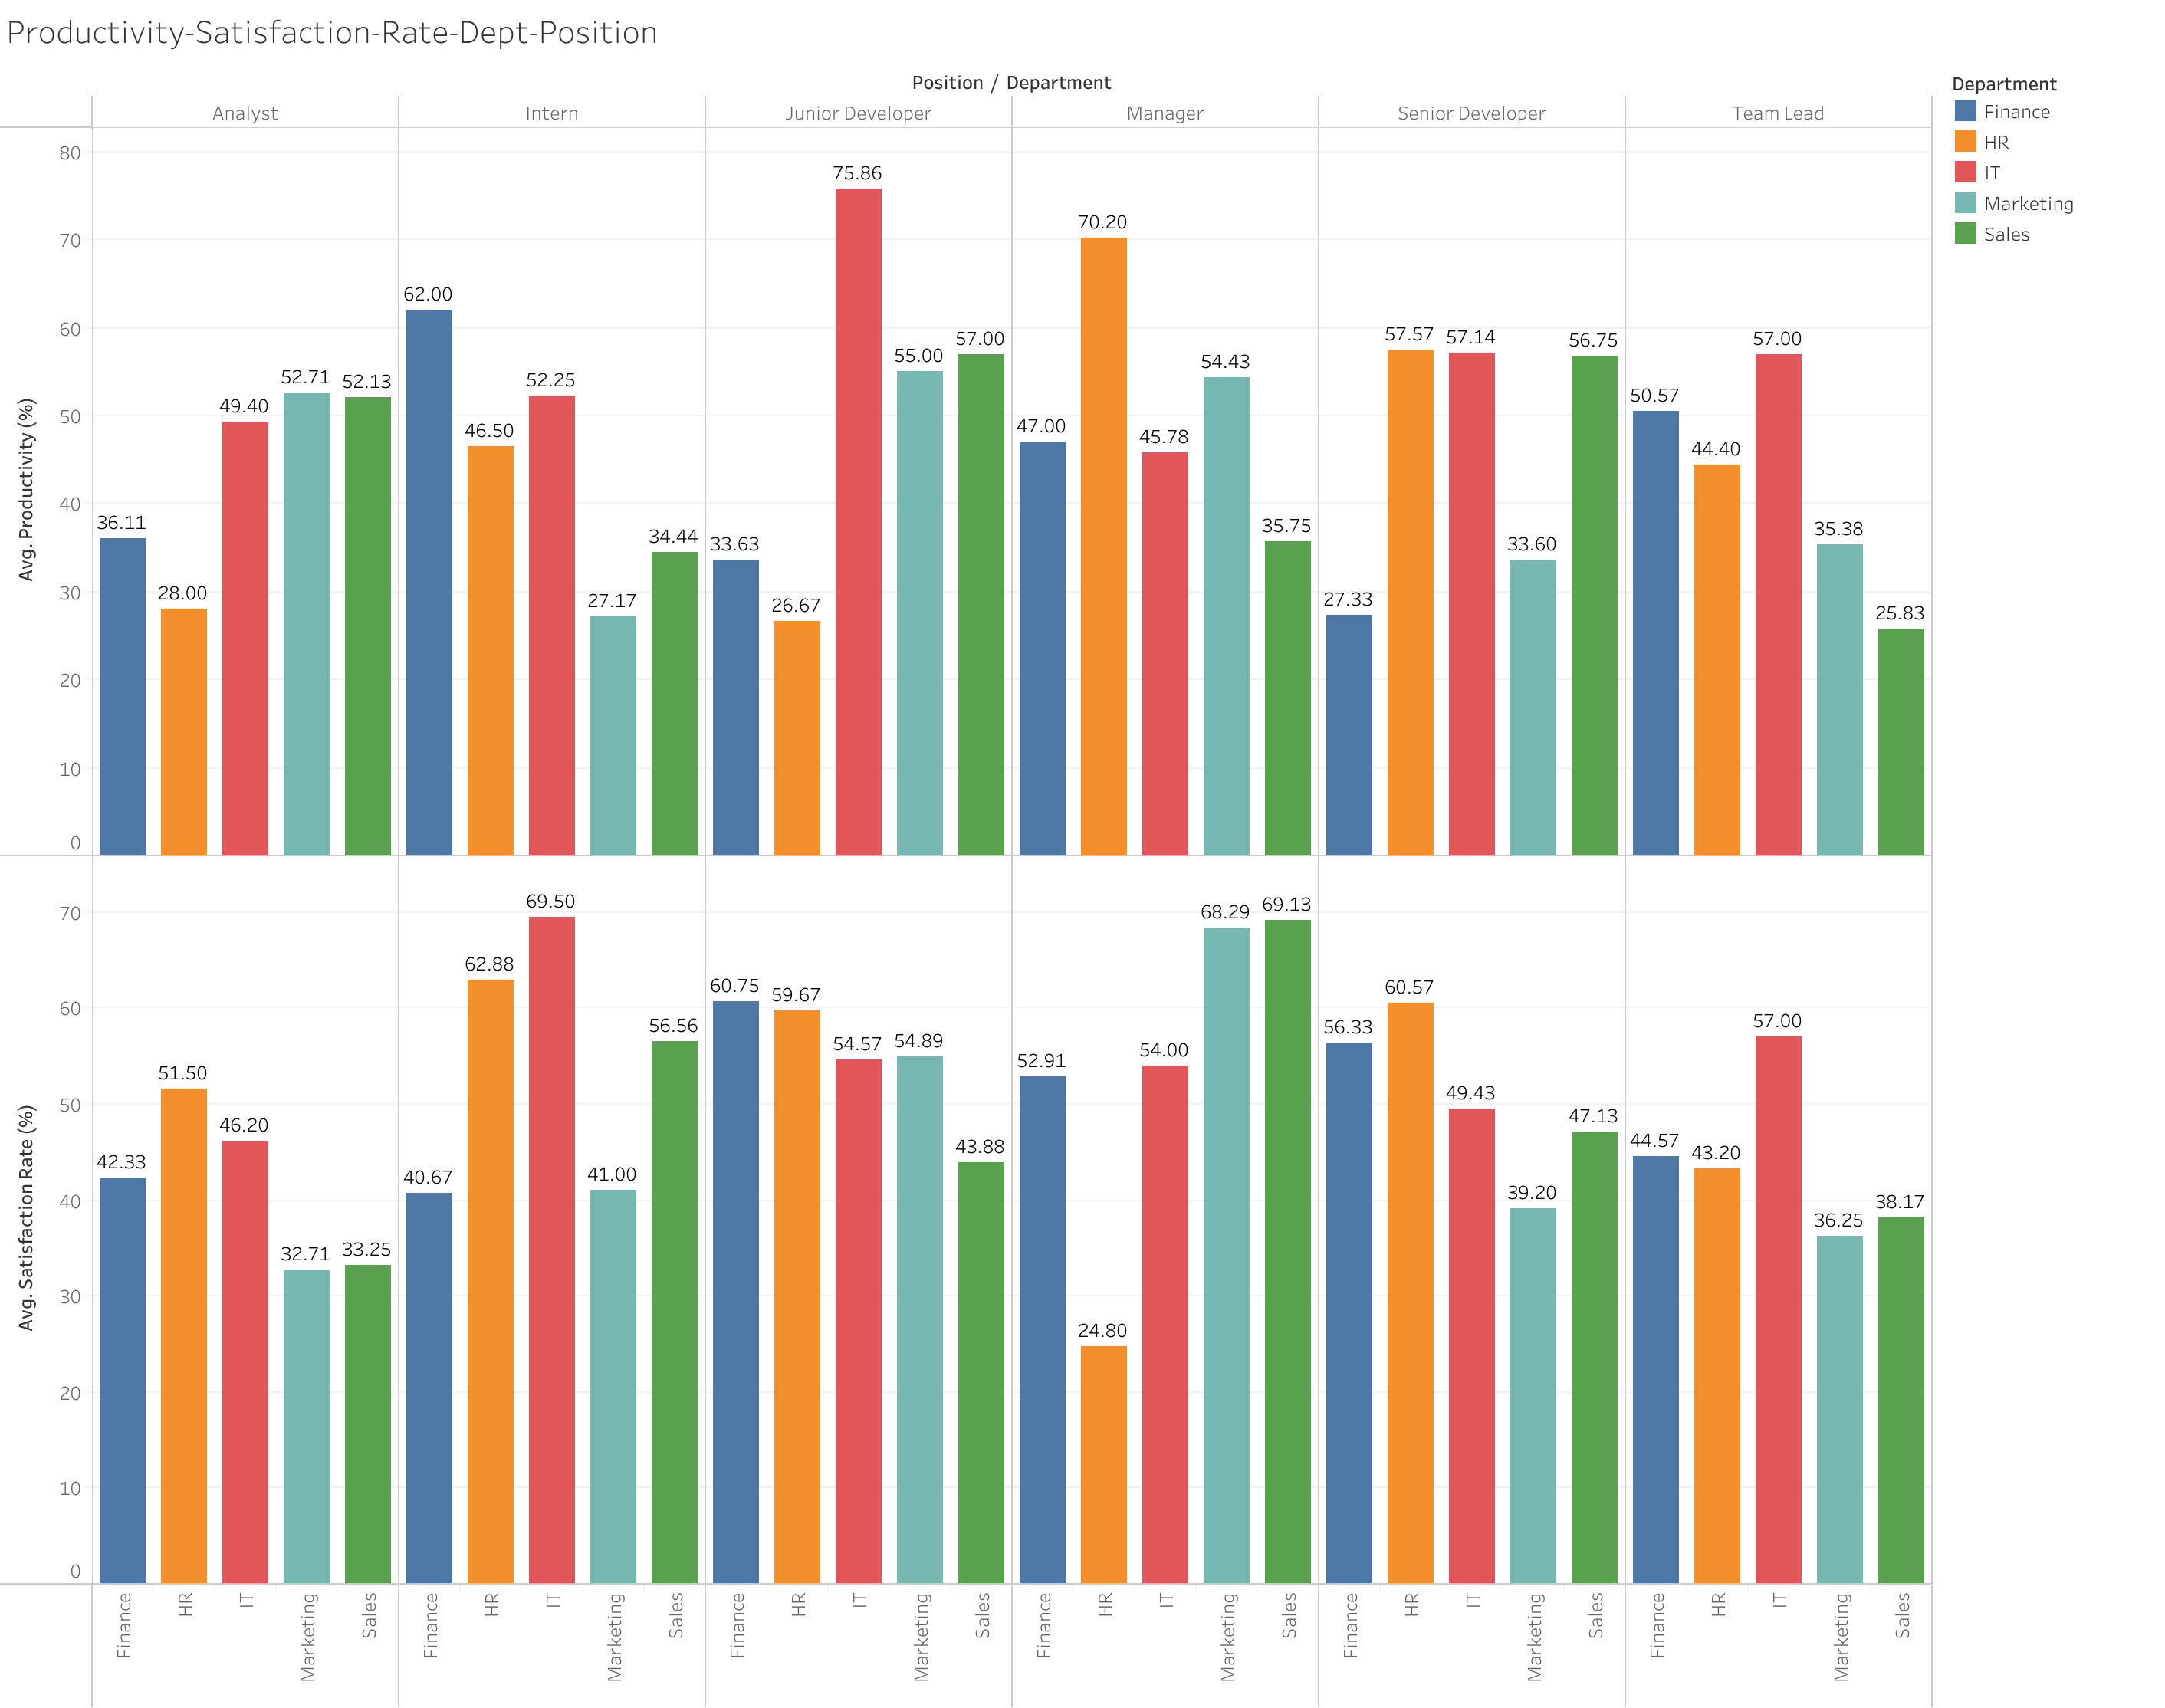 Productivity-Satisfaction-Rate-Dept-Position
Position / Department
Analyst Intern Junior Developer Manager Senior Developer Team Lead
Department
Finance
HR
IT
Marketing
Sales
Avg. Productivity (%)
80
70
60
50
40
30
20
10
0
36.11 28.00 49.40 52.71 52.13
62.00 46.50 52.25 27.17 34.44
33.63 26.67 75.86 55.00 57.00
47.00 70.20 45.78 54.43 35.75
27.33 57.57 57.14 33.60 56.75
50.57 44.40 57.00 35.38 25.83
Avg. Satisfaction Rate (%)
70
60
50
40
30
20
10
0
42.33 51.50 46.20 32.71 33.25
40.67 62.88 69.50 41.00 56.56
60.75 59.67 54.57 54.89 43.88
52.91 24.80 54.00 68.29 69.13
56.33 60.57 49.43 39.20 47.13
44.57 43.20 57.00 36.25 38.17
Finance HR IT Marketing Sales Finance HR IT Marketing Sales Finance HR IT Marketing Sales Finance HR IT Marketing Sales Finance HR IT Marketing Sales Finance HR IT Marketing Sales